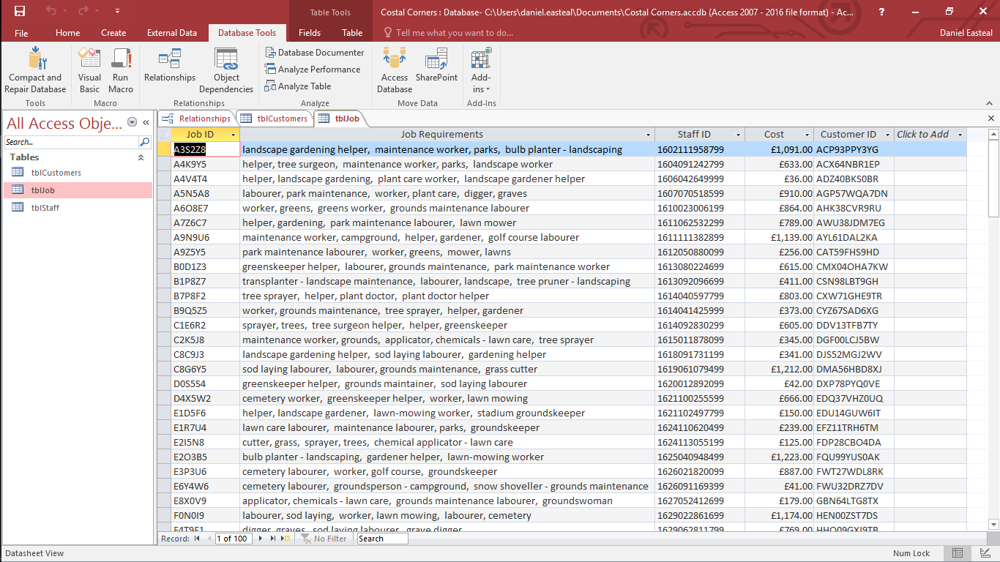 Table Tools
Costal Corners : Database- C:\Users\daniel.easteal\Documents\Costal Corners.accdb (Access 2007 - 2016 file format) - Ac...
?
File Home Create External Data Database Tools Fields Table Tell me what you want to do... Daniel Easteal
Compact and Repair Database
Visual Basic
Run Macro
Relationships
Object Dependencies
Database Documenter
Analyze Performance
Analyze Table
Access Database
SharePoint
Add-ins
Tools Macro Relationships Analyze Move Data Add-Ins
All Access Obje... «
Search...
Tables
tblCustomers
tblJob
tblStaff
Relationships tblCustomers tblJob
Job ID Job Requirements Staff ID Cost Customer ID Click to Add
A3S2Z8 landscape gardening helper, maintenance worker, parks, bulb planter - landscaping 1602111958799 £1,091.00 ACP93PPY3YG
A4K9Y5 helper, tree surgeon, maintenance worker, parks, landscape worker 1604091242799 £633.00 ACX64NBR1EP
A4V4T4 helper, landscape gardening, plant care worker, landscape gardener helper 1606042649999 £36.00 ADZ40BKS0BR
A5N5A8 labourer, park maintenance, worker, plant care, digger, graves 1607070518599 £910.00 AGP57WQA7DN
A6O8E7 worker, greens, greens worker, grounds maintenance labourer 1610023006199 £864.00 AHK38CVR9RU
A7Z6C7 helper, gardening, park maintenance labourer, lawn mower 1611062532299 £789.00 AWU38JDM7EG
A9N9U6 maintenance worker, campground, helper, gardener, golf course labourer 1611111382899 £1,139.00 AYL61DAL2KA
A9Z5Y5 park maintenance labourer, worker, greens, mower, lawns 1612050880099 £256.00 CAT59FHS9HD
B0D1Z3 greenskeeper helper, labourer, grounds maintenance, park maintenance worker 1613080224699 £615.00 CMX04OHA7KW
B1P8Z7 transplanter - landscape maintenance, labourer, landscape, tree pruner - landscaping 1613092096699 £411.00 CSN98LBT9GH
B7P8F2 tree sprayer, helper, plant doctor, plant doctor helper 1614040597799 £803.00 CXW71GHE9TR
B9Q5Z5 worker, grounds maintenance, tree sprayer, helper, gardener 1614041425999 £373.00 CYZ67SAD6XG
C1E6R2 sprayer, trees, tree surgeon helper, helper, greenskeeper 1614092830299 £605.00 DDV13TFB7TY
C2K5J8 maintenance worker, grounds, applicator, chemicals - lawn care, tree sprayer 1615011878099 £345.00 DGF00LCJ5BW
C8C9J3 landscape gardening helper, sod laying labourer, gardening helper 1618091731199 £341.00 DJS52MGJ2WV
C8G6Y5 sod laying labourer, labourer, grounds maintenance, grass cutter 1619061079499 £1,212.00 DMA56HBD8XJ
D0S5S4 greenskeeper helper, grounds maintainer, sod laying labourer 1620012892099 £42.00 DXP78PYQ0VE
D4X5W2 cemetery worker, greenskeeper helper, worker, lawn mowing 1621100255599 £666.00 EDQ37VHZ0UQ
E1D5F6 helper, landscape gardener, lawn-mowing worker, stadium groundskeeper 1621102497799 £150.00 EDU14GUW6IT
E1R7U4 lawn care labourer, maintenance labourer, parks, groundskeeper 1624110620499 £239.00 EFZ11TRH6TM
E2I5N8 cutter, grass, sprayer, trees, chemical applicator - lawn care 1624113055199 £125.00 FDP28CBO4DA
E2O3B5 bulb planter - landscaping, gardener helper, lawn-mowing worker 1625040948499 £1,223.00 FQU99YUS0AK
E3P3U6 cemetery labourer, worker, golf course, groundskeeper 1626021820099 £887.00 FWT27WDL8RK
E6Y4W6 cemetery labourer, groundsperson - campground, snow shoveller - grounds maintenance 1626091169399 £41.00 FWU32DRZ7DV
E8X0V9 applicator, chemicals - lawn care, grounds maintenance labourer, groundswoman 1627052412699 £179.00 GBN64LTG8TX
F0N0I9 labourer, sod laying, worker, lawn mowing, labourer, cemetery 1629022861699 £1,174.00 HEN00ZST7DS
F4T9F1 digger, graves, sod laying labourer, grave digger 1629062811799 £769.00 HHO09GXJ9TB
Record: 1 of 100 No Filter Search
Datasheet View Num Lock